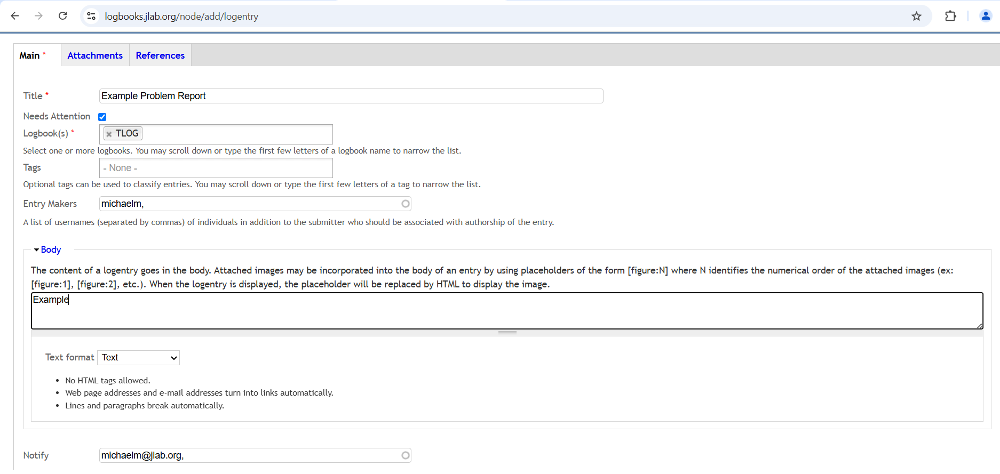 logbooks.jlab.org/node/add/logentry
Main *
Attachments
References
Title *
Example Problem Report
Needs Attention
Logbook(s) *
TLOG
Select one or more logbooks. You may scroll down or type the first few letters of a logbook name to narrow the list.
Tags
- None -
Optional tags can be used to classify entries. You may scroll down or type the first few letters of a tag to narrow the list.
Entry Makers
michaelm,
A list of usernames (separated by commas) of individuals in addition to the submitter who should be associated with authorship of the entry.
Body
The content of a logentry goes in the body. Attached images may be incorporated into the body of an entry by using placeholders of the form [figure:N] where N identifies the numerical order of the attached images (ex:
[figure:1], [figure:2], etc.). When the logentry is displayed, the placeholder will be replaced by HTML to display the image.
Example
Text format
Text
• No HTML tags allowed.
• Web page addresses and e-mail addresses turn into links automatically.
• Lines and paragraphs break automatically.
Notify
michaelm@jlab.org,